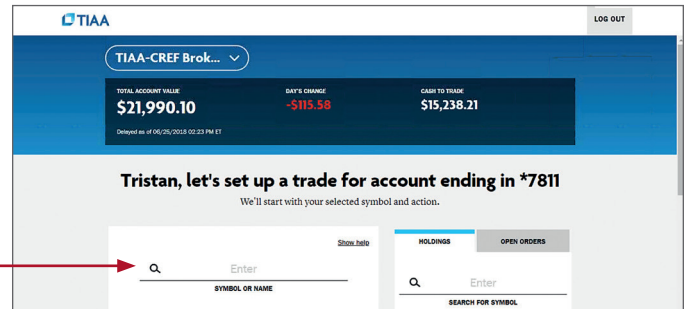 TIAA
LOG OUT
TIAA-CREF Brok...
TOTAL ACCOUNT VALUE
$21,990.10
Delayed as of 06/25/2018 02:23 PM ET
DAY'S CHANGE
-$115.58
CASH TO TRADE
$15,238.21
Tristan, let's set up a trade for account ending in *7811
We'll start with your selected symbol and action.
Show help
Enter
SYMBOL OR NAME
HOLDINGS
OPEN ORDERS
Enter
SEARCH FOR SYMBOL